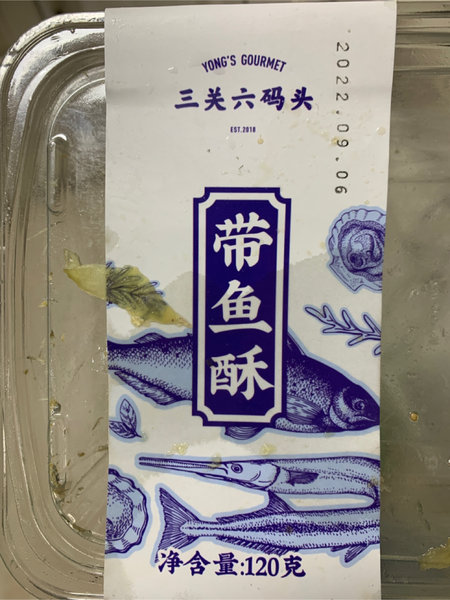 YONG'S GOURMET
三关六码头
EST.2018
2022.09.06
带鱼酥
净含量:120克